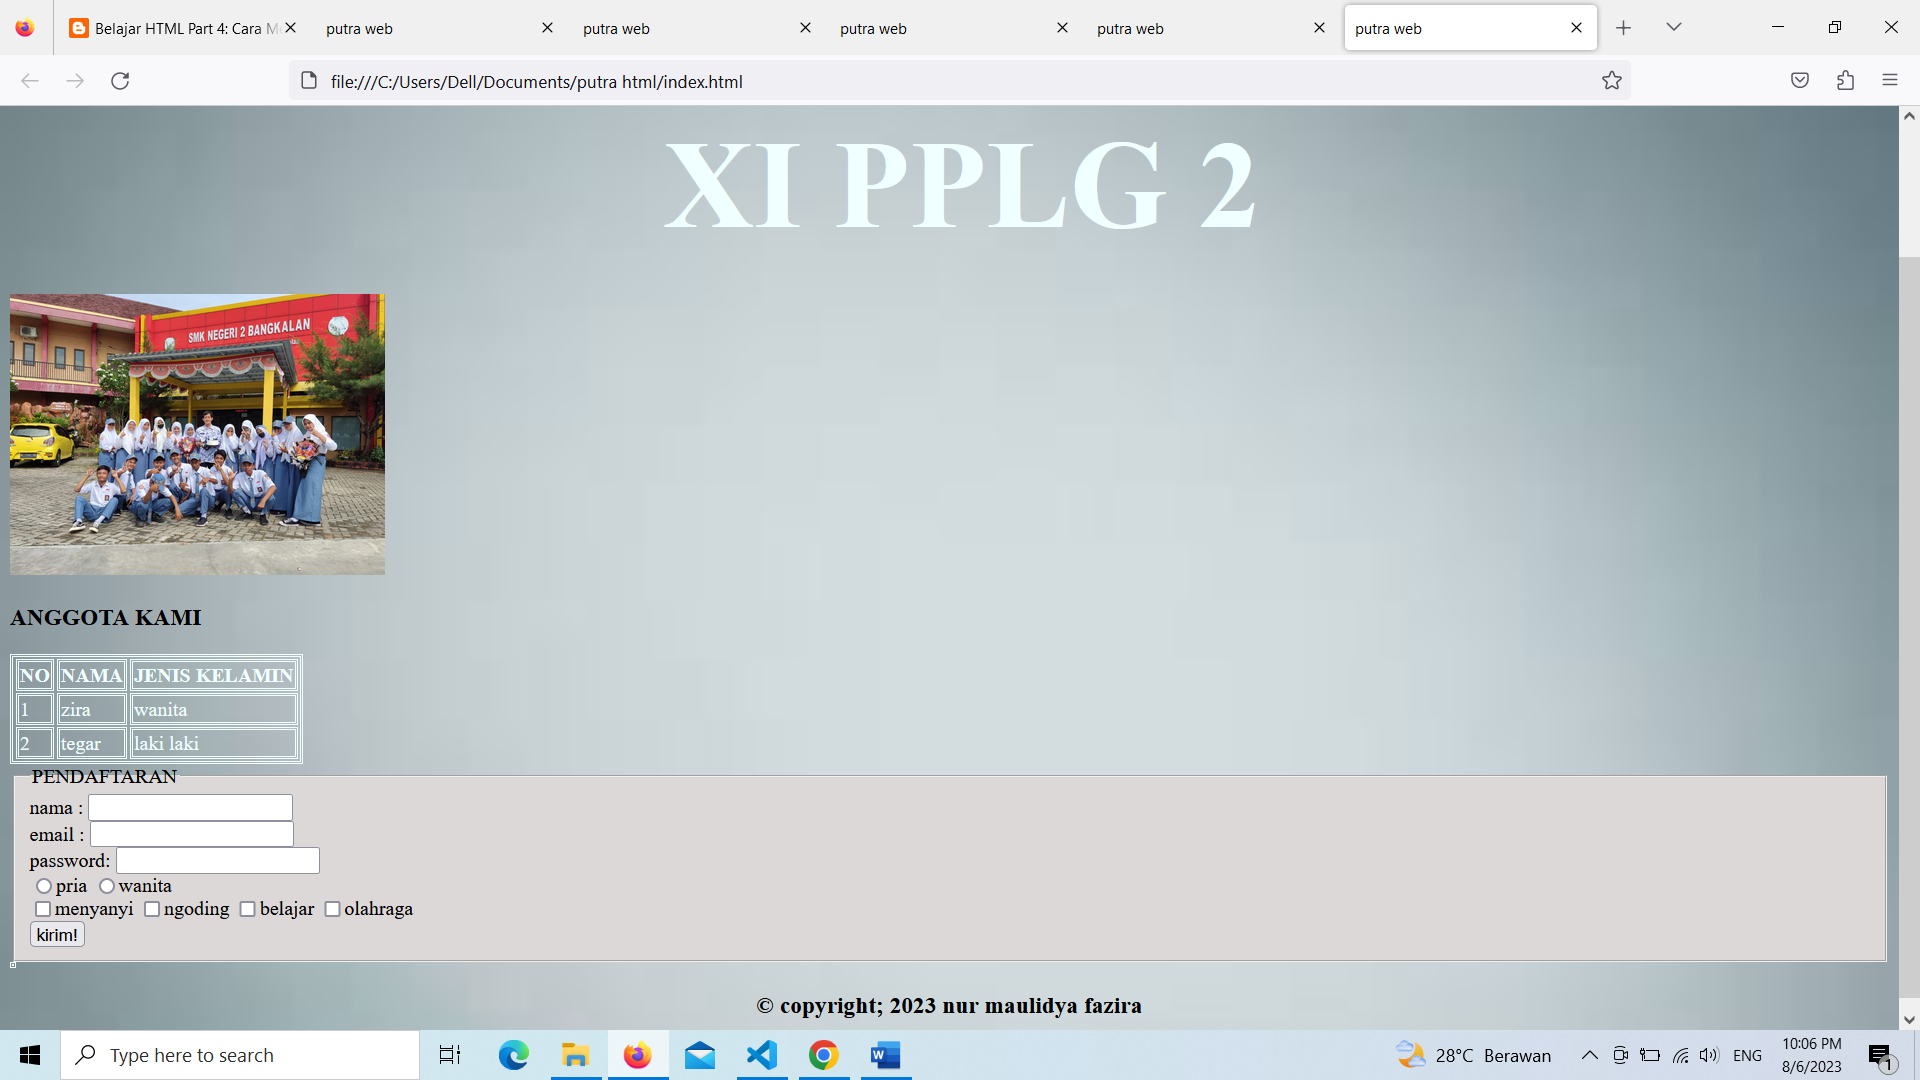 Belajar HTML Part 4: Cara M
putra web
putra web
putra web
putra web
putra web
file:///C:/Users/Dell/Documents/putra html/index.html
XI PPLG 2
SMK NEGERI 2 BANGKALAN
ANGGOTA KAMI
NO NAMA JENIS KELAMIN
1 zira wanita
2 tegar laki laki
PENDAFTARAN
nama :
email :
password:
pria wanita
menyanyi ngoding belajar olahraga
kirim!
© copyright; 2023 nur maulidya fazira
Type here to search
28°C Berawan
ENG
10:06 PM
8/6/2023
1